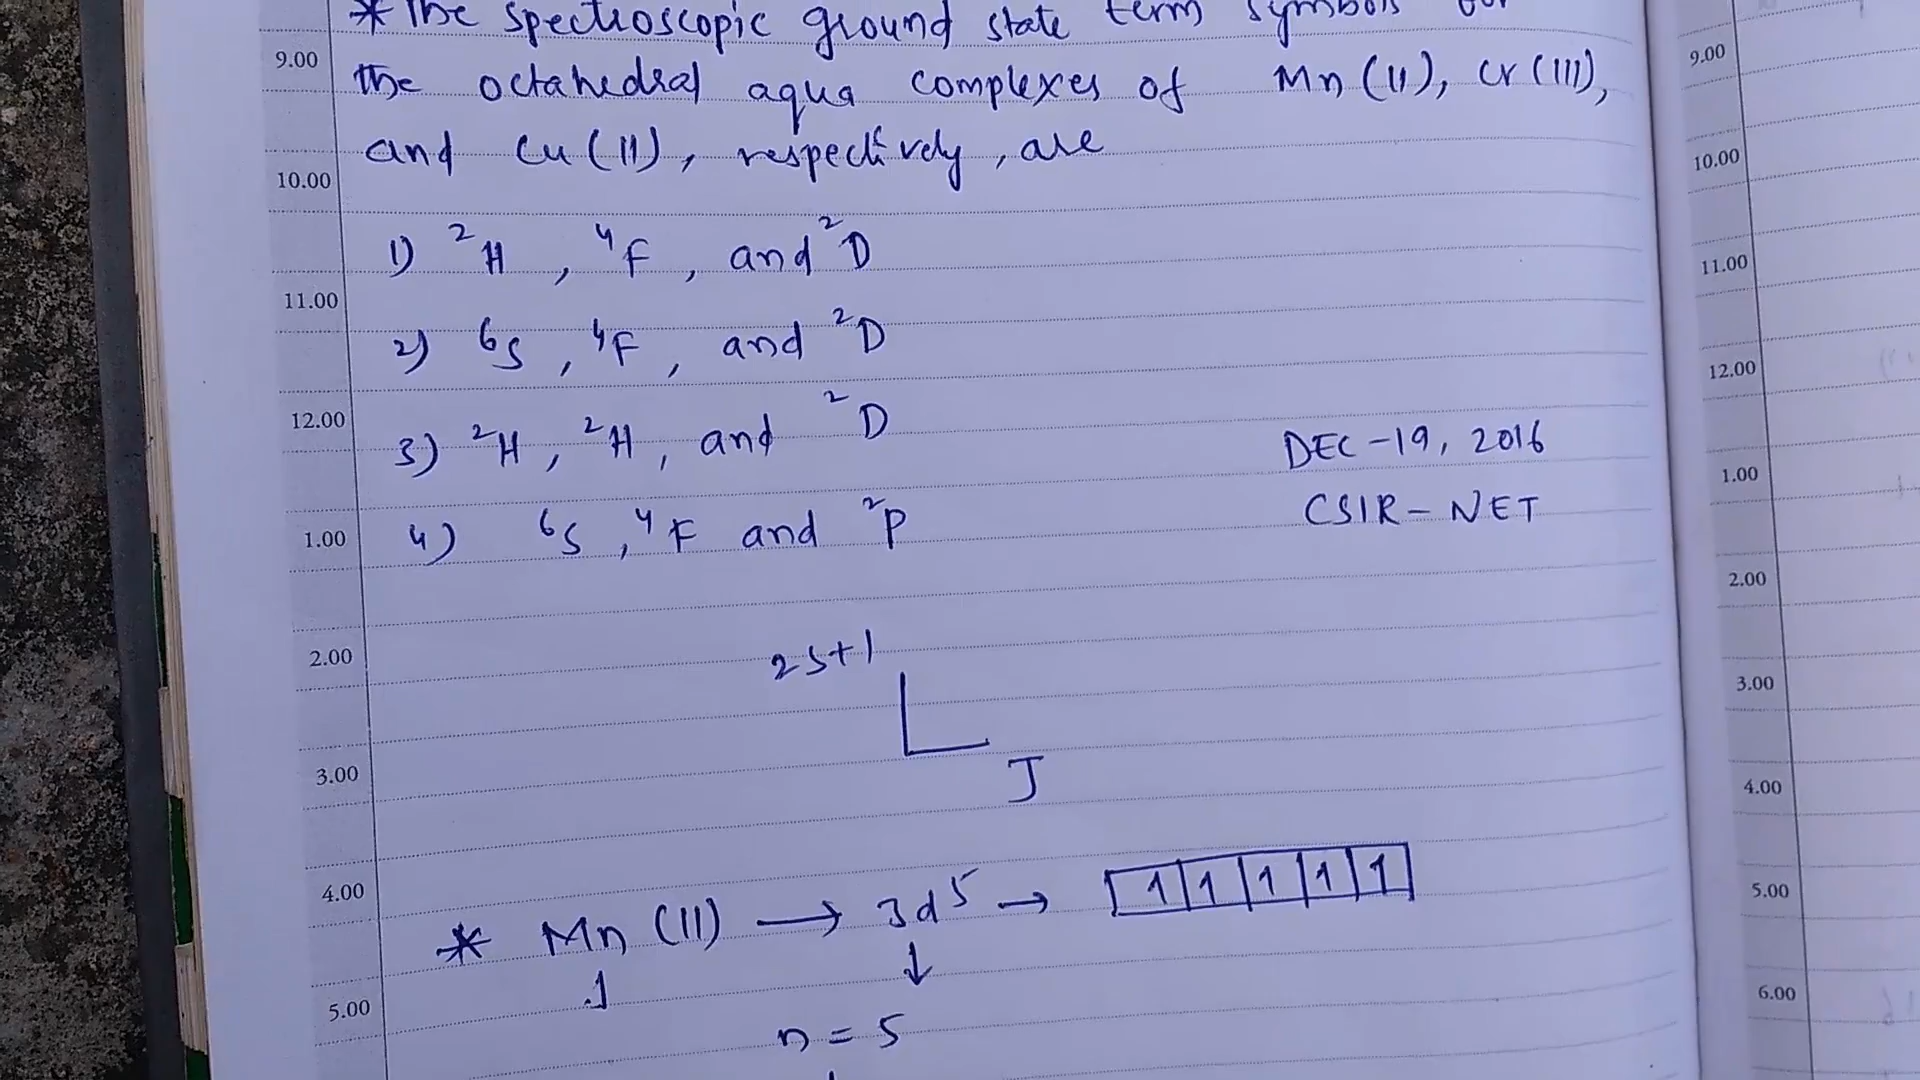 * The spectroscopic ground state term symbols for
the octahedral aqua complexes of Mn (II), Cr (III),
and Cu (II), respectively, are
1) ²H, ⁴F, and ²D
2) ⁶S, ⁴F, and ²D
3) ²H, ²H, and ²D
4) ⁶S, ⁴F and ²P
DEC-19, 2016
CSIR-NET
2S+1
L
J
* Mn (II) → 3d⁵ → 1 1 1 1 1
↓
n = 5
9.00
10.00
11.00
12.00
1.00
2.00
3.00
4.00
5.00
9.00
10.00
11.00
12.00
1.00
2.00
3.00
4.00
5.00
6.00